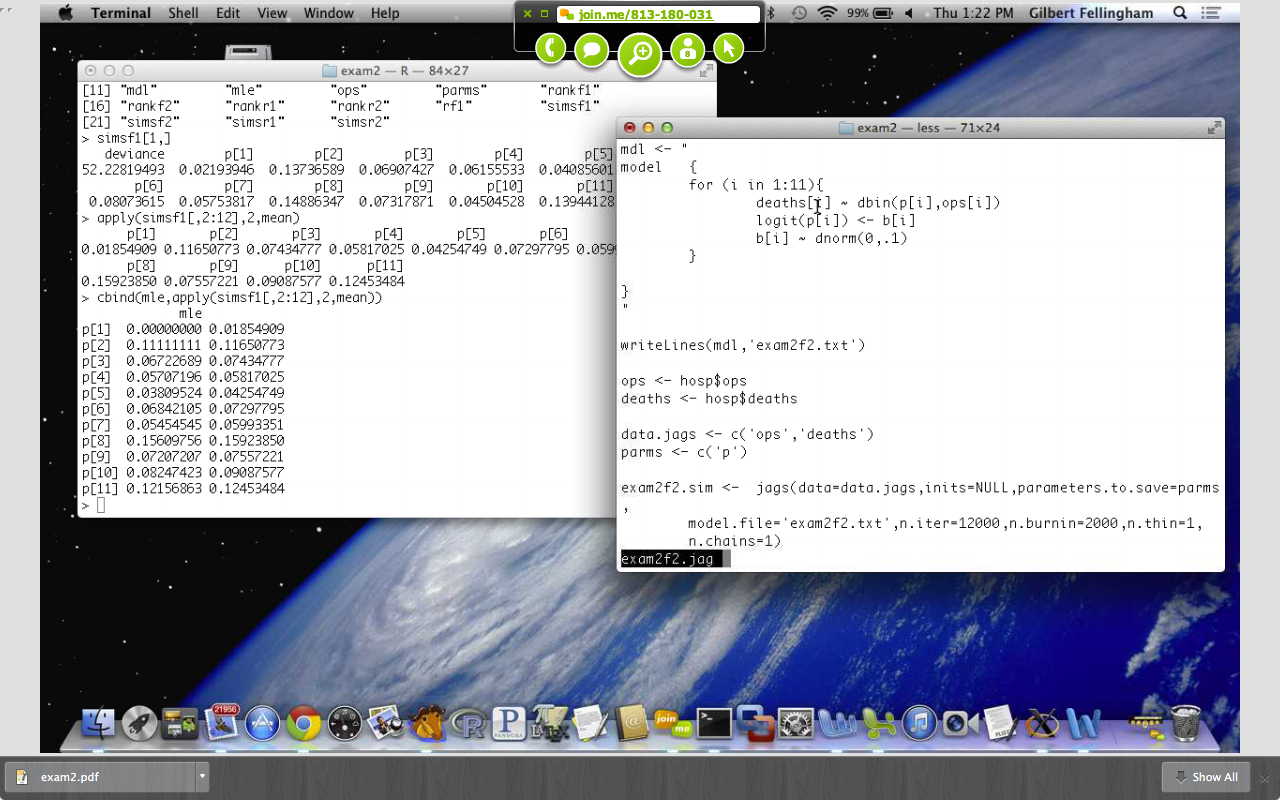 Terminal Shell Edit View Window Help
join.me/813-180-031
99% Thu 1:22 PM Gilbert Fellingham
exam2 — R — 84×27
[11] "mdl" "mle" "ops" "parms" "rankf1"
[16] "rankf2" "rankr1" "rankr2" "rf1" "simsf1"
[21] "simsf2" "simsr1" "simsr2"
> simsf1[1,]
deviance p[1] p[2] p[3] p[4] p[5]
52.22819493 0.02193946 0.13736589 0.06907427 0.06155533 0.04085601
p[6] p[7] p[8] p[9] p[10] p[11]
0.08073615 0.05753817 0.14886347 0.07317871 0.04504528 0.13944128
> apply(simsf1[,2:12],2,mean)
p[1] p[2] p[3] p[4] p[5] p[6]
0.01854909 0.11650773 0.07434777 0.05817025 0.04254749 0.07297795 0.059
p[8] p[9] p[10] p[11]
0.15923850 0.07557221 0.09087577 0.12453484
> cbind(mle,apply(simsf1[,2:12],2,mean))
mle
p[1] 0.00000000 0.01854909
p[2] 0.11111111 0.11650773
p[3] 0.06722689 0.07434777
p[4] 0.05707196 0.05817025
p[5] 0.03809524 0.04254749
p[6] 0.06842105 0.07297795
p[7] 0.05454545 0.05993351
p[8] 0.15609756 0.15923850
p[9] 0.07207207 0.07557221
p[10] 0.08247423 0.09087577
p[11] 0.12156863 0.12453484
>
exam2 — less — 71×24
mdl <- "
model {
for (i in 1:11){
deaths[i] ~ dbin(p[i],ops[i])
logit(p[i]) <- b[i]
b[i] ~ dnorm(0,.1)
}
}
"
writeLines(mdl,'exam2f2.txt')
ops <- hosp$ops
deaths <- hosp$deaths
data.jags <- c('ops','deaths')
parms <- c('p')
exam2f2.sim <- jags(data=data.jags,inits=NULL,parameters.to.save=parms
,
model.file='exam2f2.txt',n.iter=12000,n.burnin=2000,n.thin=1,
n.chains=1)
exam2f2.jag
21956
PANDORA
join
me
PLIST
exam2.pdf
Show All